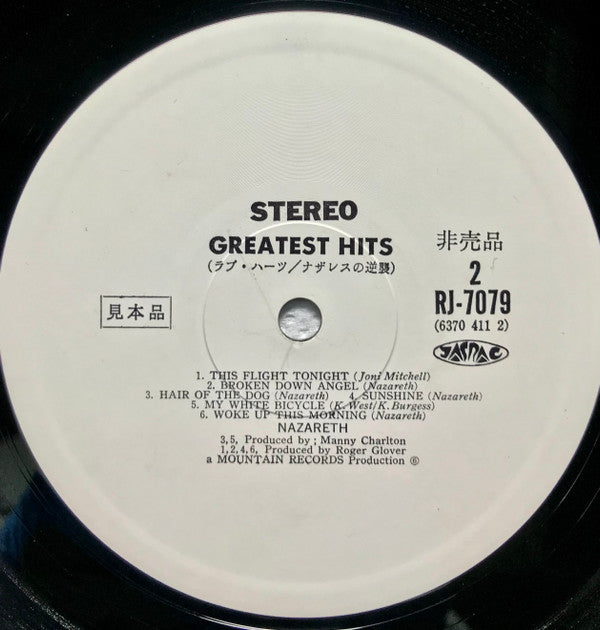 STEREO
GREATEST HITS
(ラブ・ハーツ/ナザレスの逆襲)
非売品
2
RJ-7079
(6370 411 2)
JASRAC
見本品
1. THIS FLIGHT TONIGHT (Joni Mitchell)
2. BROKEN DOWN ANGEL (Nazareth)
3. HAIR OF THE DOG (Nazareth) 4. SUNSHINE (Nazareth)
5. MY WHITE BICYCLE (K. West/K. Burgess)
6. WOKE UP THIS MORNING (Nazareth)
NAZARETH
3,5, Produced by ; Manny Charlton
1,2,4,6, Produced by Roger Glover
a MOUNTAIN RECORDS Production ℗